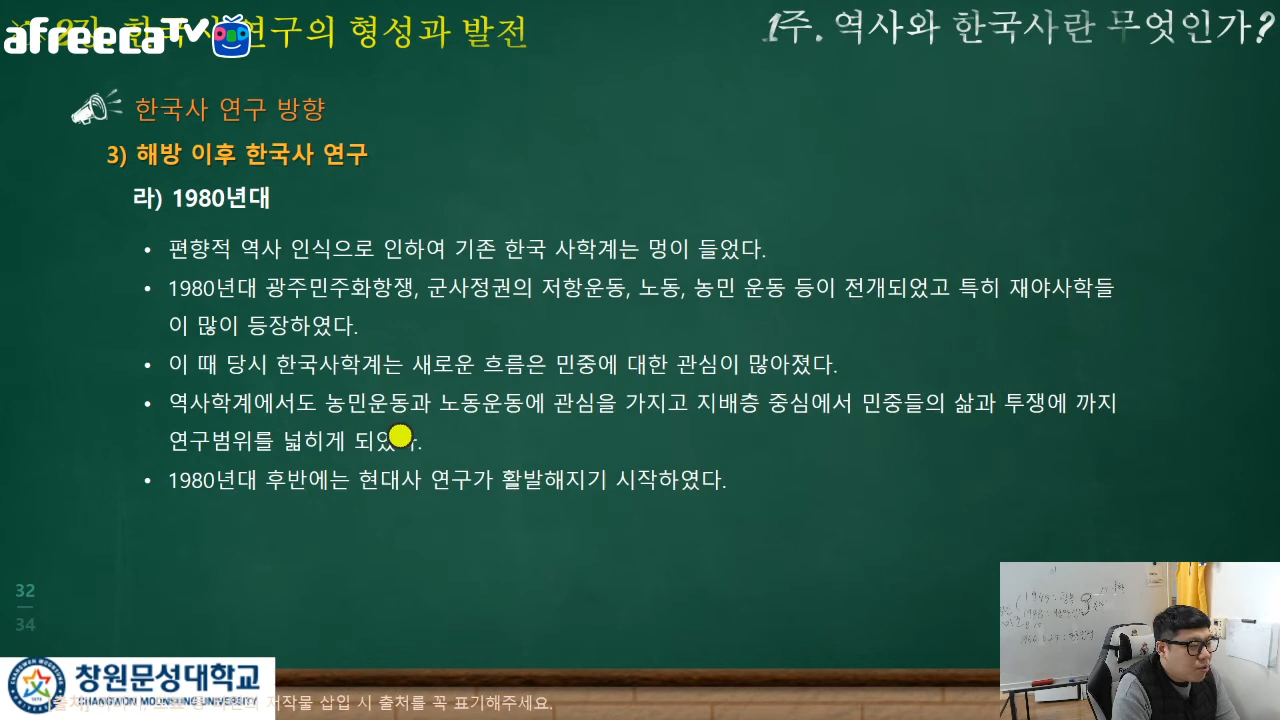 afreecaTV
연구의 형성과 발전
1주. 역사와 한국사란 무엇인가?
한국사 연구 방향
3) 해방 이후 한국사 연구
라) 1980년대
• 편향적 역사 인식으로 인하여 기존 한국 사학계는 멍이 들었다.
• 1980년대 광주민주화항쟁, 군사정권의 저항운동, 노동, 농민 운동 등이 전개되었고 특히 재야사학들
이 많이 등장하였다.
• 이 때 당시 한국사학계는 새로운 흐름은 민중에 대한 관심이 많아졌다.
• 역사학계에서도 농민운동과 노동운동에 관심을 가지고 지배층 중심에서 민중들의 삶과 투쟁에 까지
연구범위를 넓히게 되었다.
• 1980년대 후반에는 현대사 연구가 활발해지기 시작하였다.
32
34
창원문성대학교
CHANGWON MOONSUNG UNIVERSITY
저작물 삽입 시 출처를 꼭 표기해주세요.